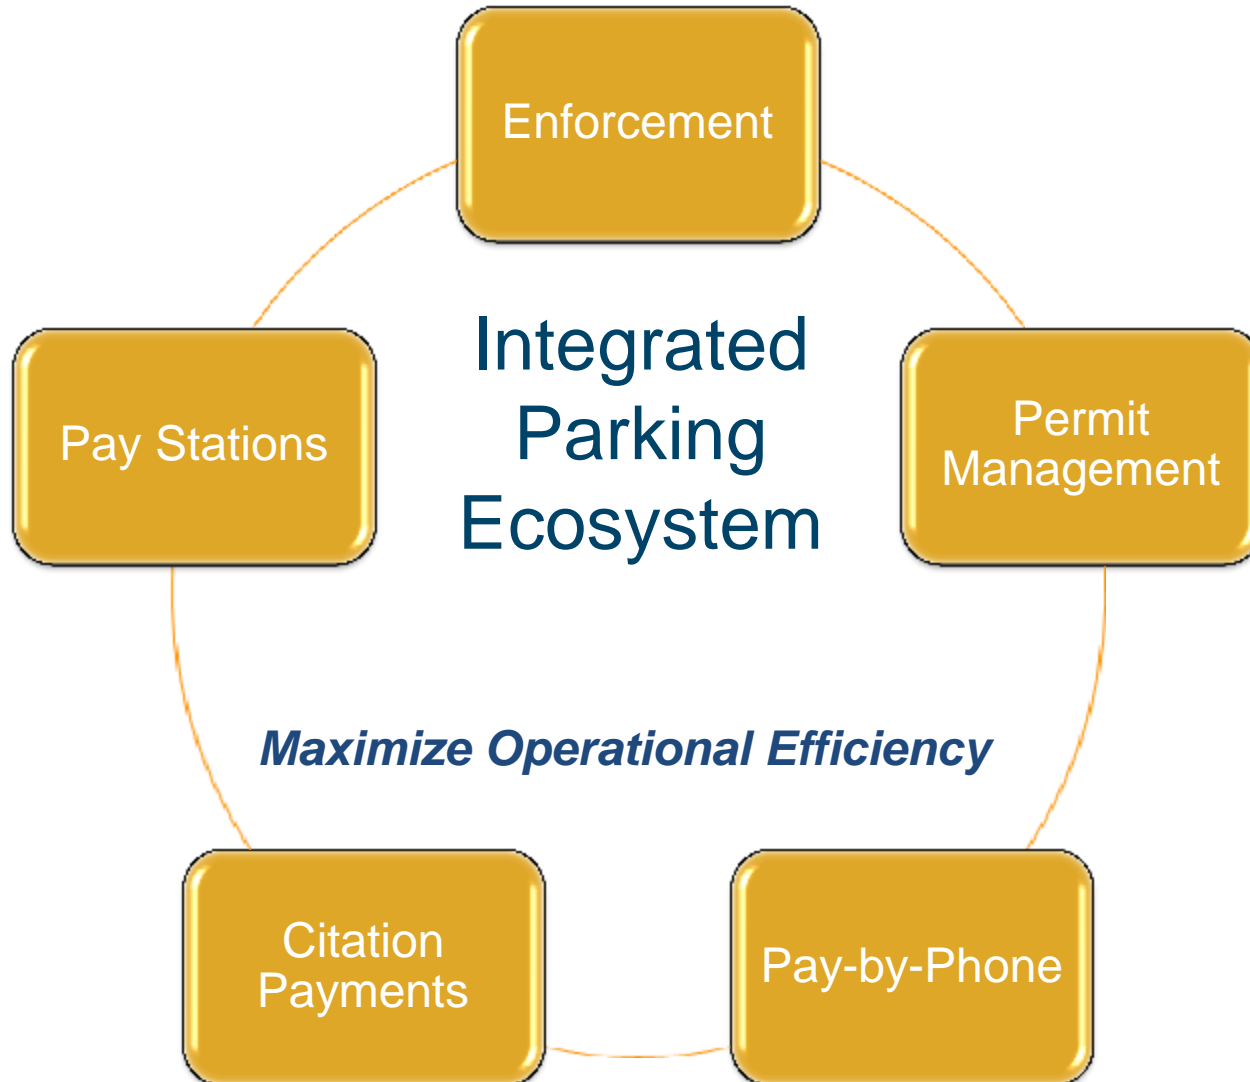 Enforcement
Integrated
Parking
Ecosystem
Pay Stations
Permit
Management
Maximize Operational Efficiency
Citation
Payments
Pay-by-Phone